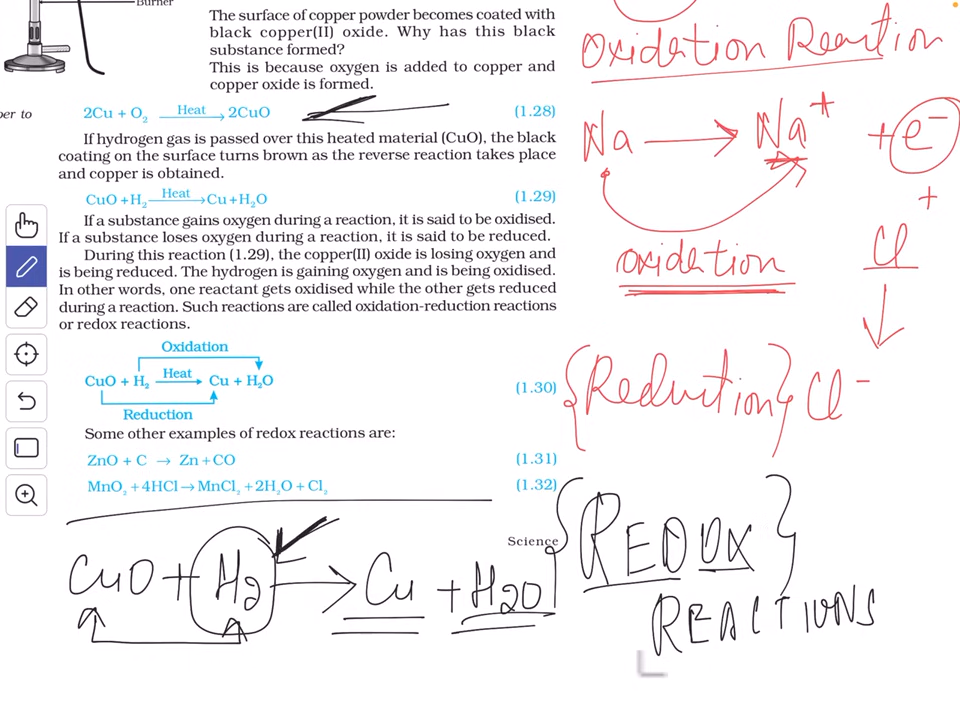 Burner
The surface of copper powder becomes coated with
black copper(II) oxide. Why has this black
substance formed?
This is because oxygen is added to copper and
copper oxide is formed.
per to
2Cu + O₂ Heat→ 2CuO (1.28)
If hydrogen gas is passed over this heated material (CuO), the black
coating on the surface turns brown as the reverse reaction takes place
and copper is obtained.
CuO + H₂ Heat→ Cu + H₂O (1.29)
If a substance gains oxygen during a reaction, it is said to be oxidised.
If a substance loses oxygen during a reaction, it is said to be reduced.
During this reaction (1.29), the copper(II) oxide is losing oxygen and
is being reduced. The hydrogen is gaining oxygen and is being oxidised.
In other words, one reactant gets oxidised while the other gets reduced
during a reaction. Such reactions are called oxidation-reduction reactions
or redox reactions.
Oxidation
CuO + H₂ Heat→ Cu + H₂O (1.30)
Reduction
Some other examples of redox reactions are:
ZnO + C → Zn + CO (1.31)
MnO₂ + 4HCl → MnCl₂ + 2H₂O + Cl₂ (1.32)
Science
CuO + H2 → Cu + H2O
Oxidation Reaction
Na → Na⁺ + e⁻
+
oxidation
Cl
↓
{Reduction} Cl⁻
{REDOX}
REACTIONS